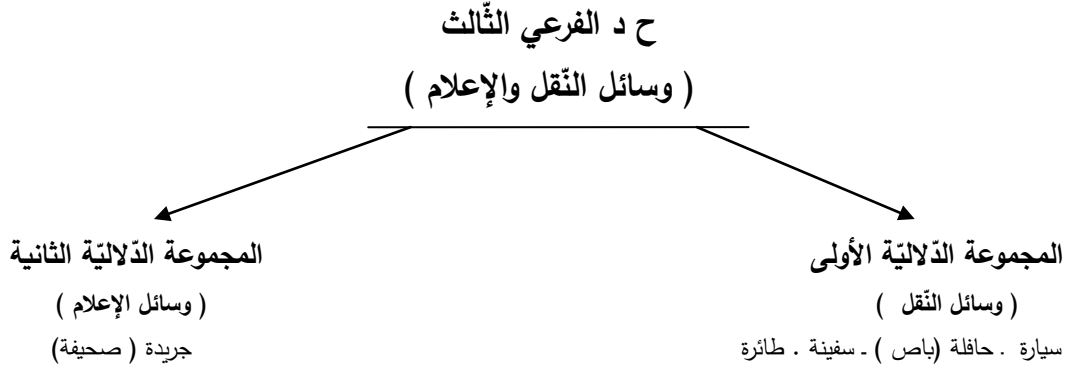 ح د الفرعي الثّالث
( وسائل النّقل والإعلام )
المجموعة الدّلاليّة الأولى
( وسائل النّقل )
سيارة . حافلة (باص ) ـ سفينة . طائرة
المجموعة الدّلاليّة الثانية
( وسائل الإعلام )
جريدة ( صحيفة)